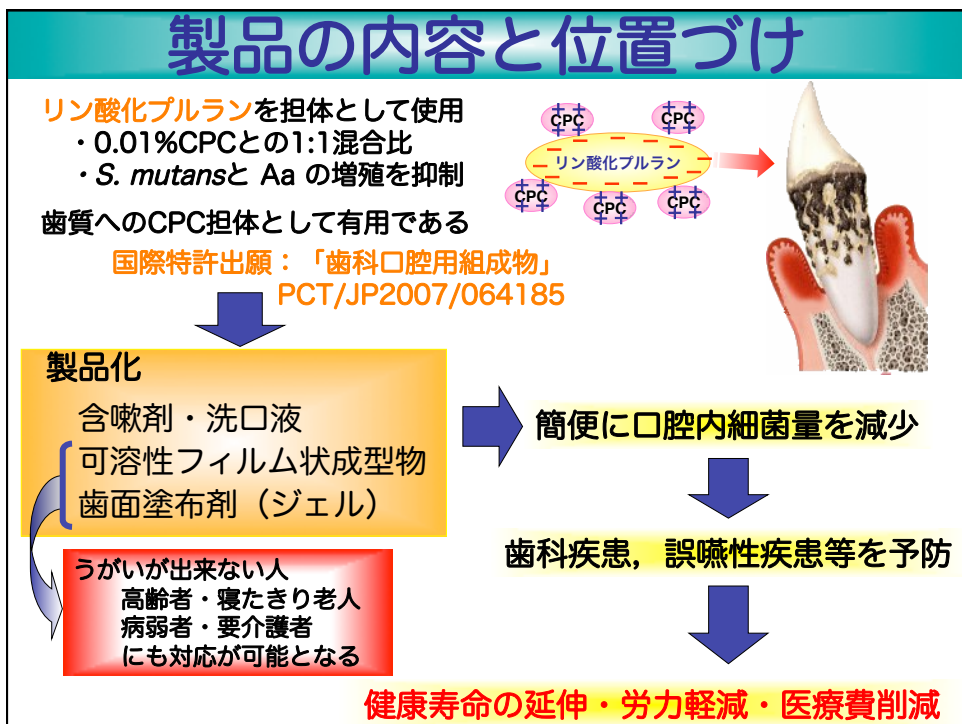 製品の内容と位置づけ
リン酸化プルランを担体として使用
・0.01%CPCとの1:1混合比
・S. mutansと Aa の増殖を抑制
歯質へのCPC担体として有用である
国際特許出願：「歯科口腔用組成物」
PCT/JP2007/064185
CPC
CPC
リン酸化プルラン
CPC
CPC
CPC
製品化
含嗽剤・洗口液
可溶性フィルム状成型物
歯面塗布剤（ジェル）
うがいが出来ない人
高齢者・寝たきり老人
病弱者・要介護者
にも対応が可能となる
簡便に口腔内細菌量を減少
歯科疾患，誤嚥性疾患等を予防
健康寿命の延伸・労力軽減・医療費削減